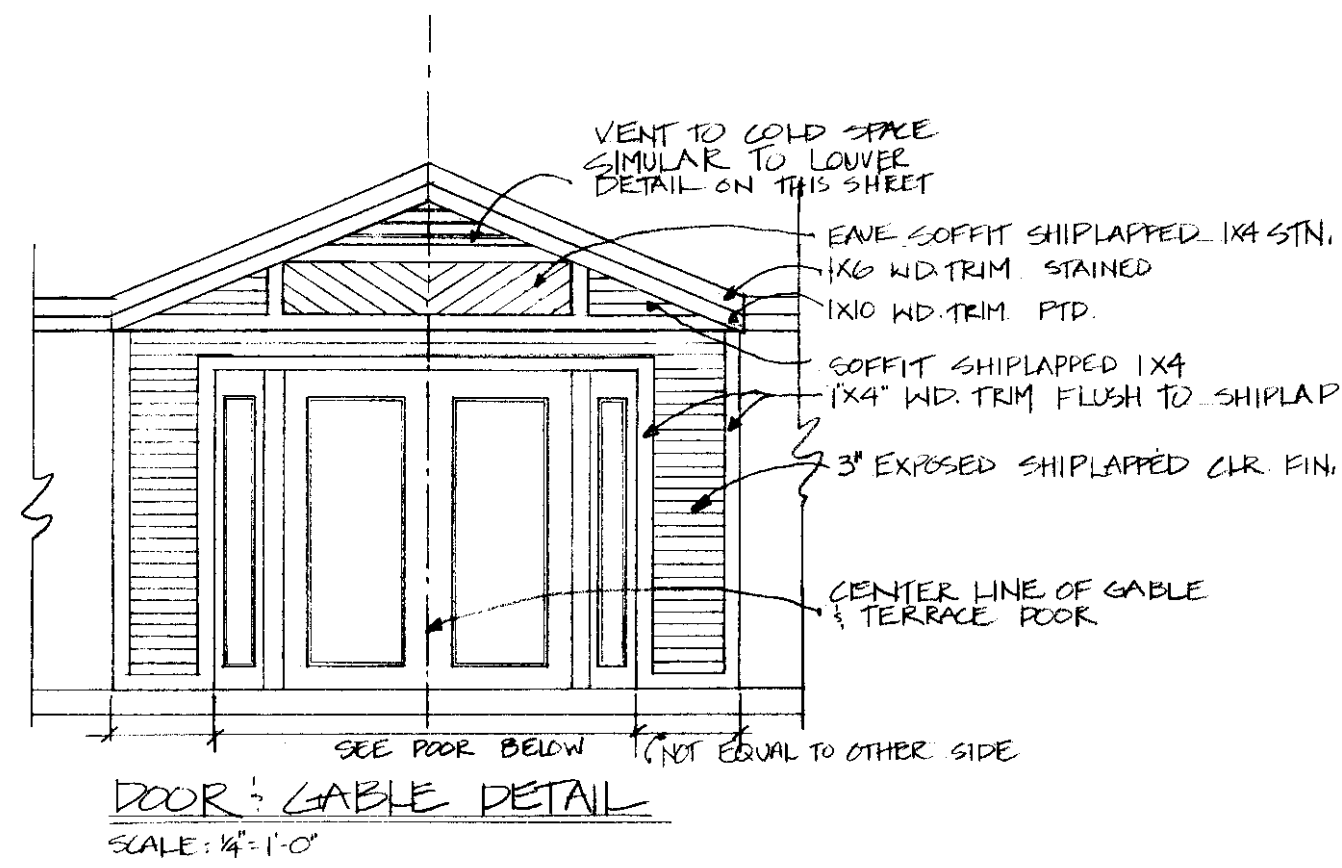 VENT TO COLD SPACE
SIMULAR TO LOUVER
DETAIL ON THIS SHEET
EAVE SOFFIT SHIPLAPPED 1X4 STN.
1X6 WD. TRIM STAINED
1X10 WD. TRIM PTD.
SOFFIT SHIPLAPPED 1X4
1"X4" WD. TRIM FLUSH TO SHIPLAP
3" EXPOSED SHIPLAPPED CLR. FIN.
CENTER LINE OF GABLE
& TERRACE DOOR
SEE DOOR BELOW
NOT EQUAL TO OTHER SIDE
DOOR & GABLE DETAIL
SCALE: 1/4"=1'-0"